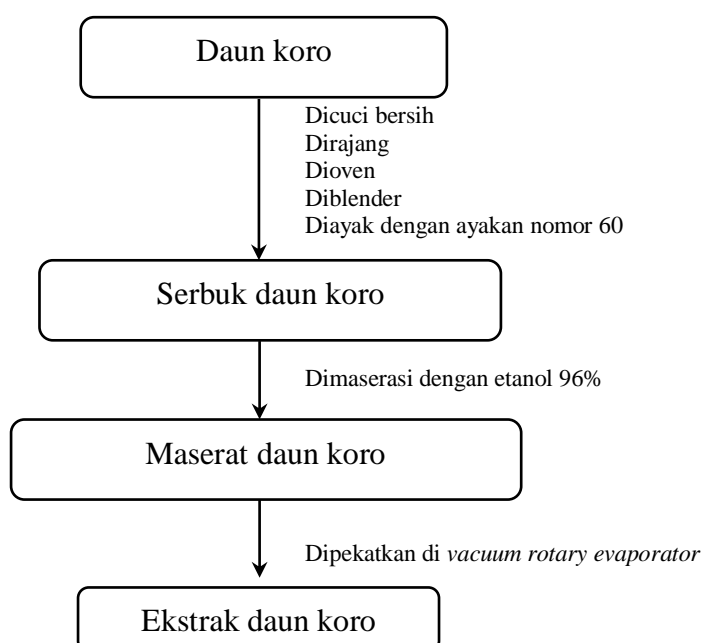 Daun koro
Dicuci bersih
Dirajang
Dioven
Diblender
Diayak dengan ayakan nomor 60
Serbuk daun koro
Dimaserasi dengan etanol 96%
Maserat daun koro
Dipekatkan di vacuum rotary evaporator
Ekstrak daun koro